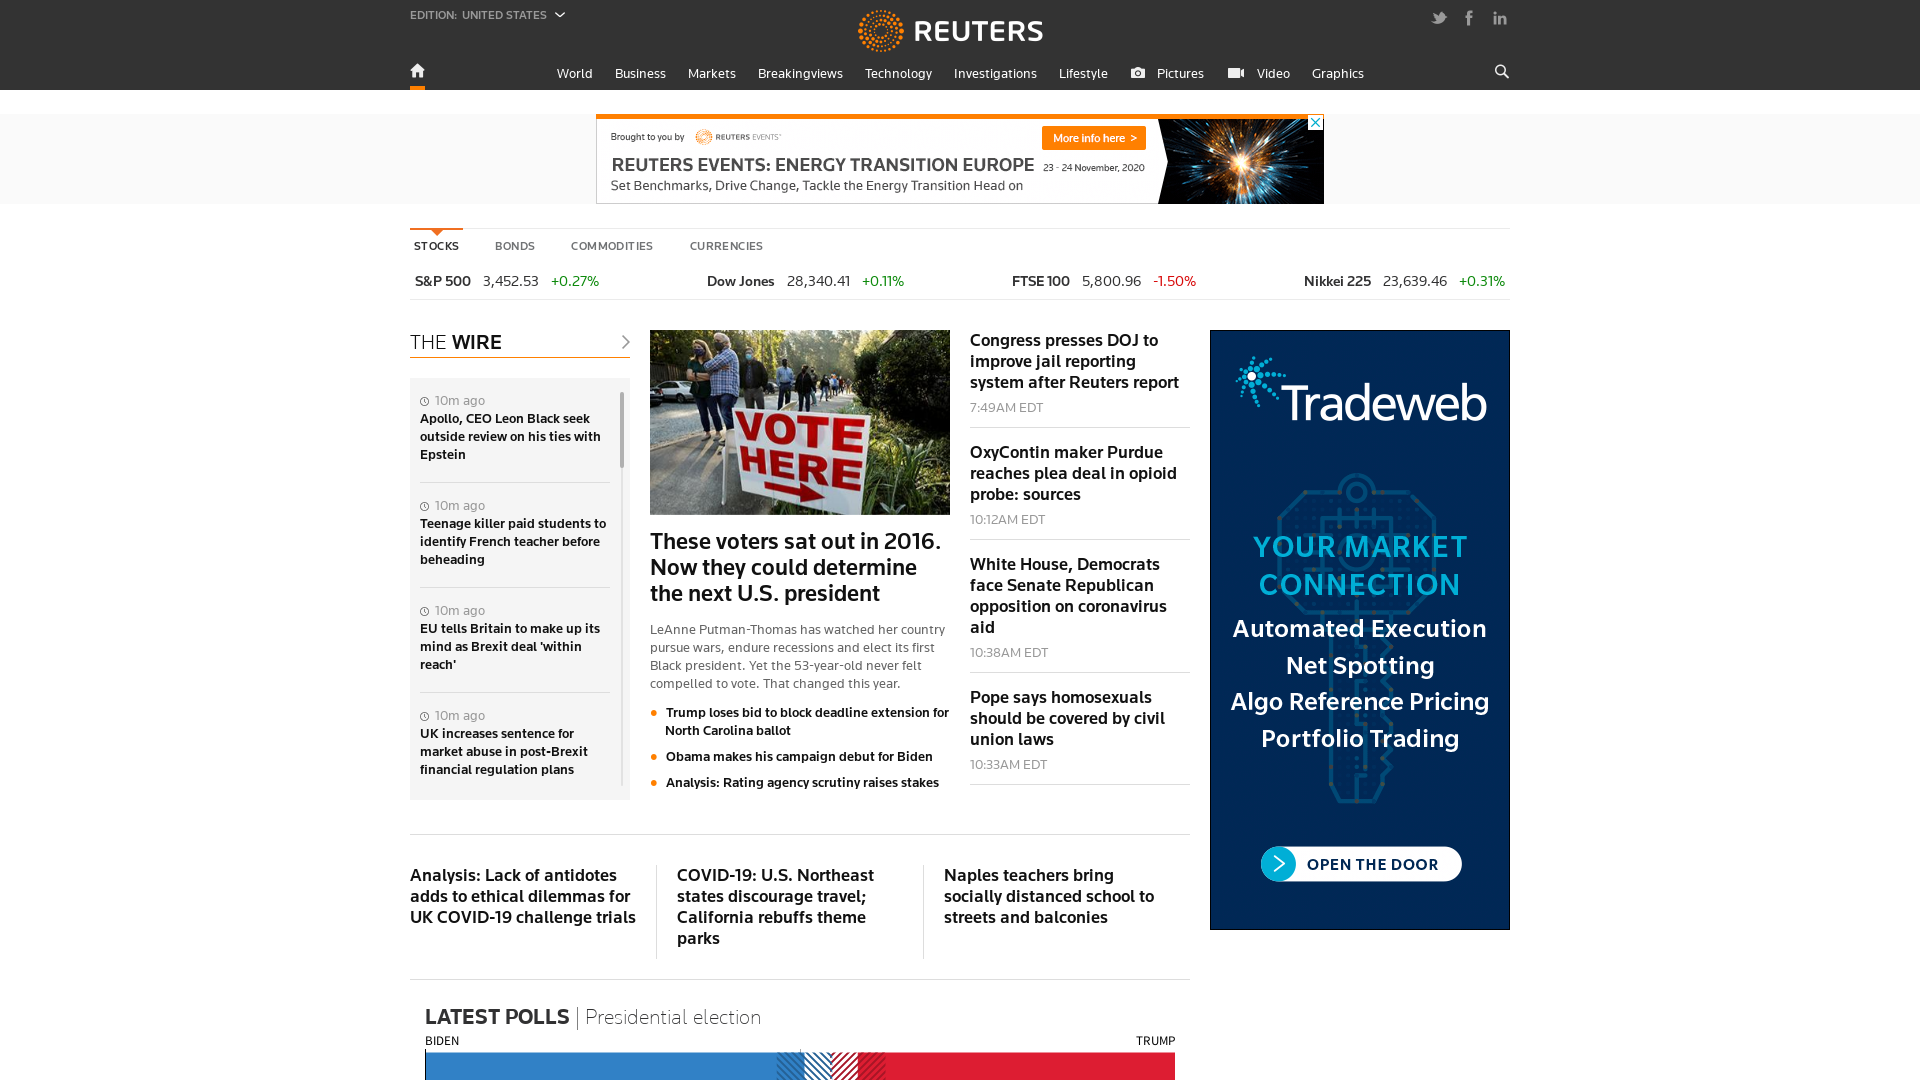 EDITION: UNITED STATES
REUTERS
World Business Markets Breakingviews Technology Investigations Lifestyle Pictures Video Graphics
Brought to you by REUTERS EVENTS
More info here >
REUTERS EVENTS: ENERGY TRANSITION EUROPE
23 - 24 November, 2020
Set Benchmarks, Drive Change, Tackle the Energy Transition Head on
STOCKS BONDS COMMODITIES CURRENCIES
S&P 500 3,452.53 +0.27% Dow Jones 28,340.41 +0.11% FTSE 100 5,800.96 -1.50% Nikkei 225 23,639.46 +0.31%
THE WIRE
10m ago
Apollo, CEO Leon Black seek
outside review on his ties with
Epstein
10m ago
Teenage killer paid students to
identify French teacher before
beheading
10m ago
EU tells Britain to make up its
mind as Brexit deal 'within
reach'
10m ago
UK increases sentence for
market abuse in post-Brexit
financial regulation plans
VOTE
HERE
These voters sat out in 2016.
Now they could determine
the next U.S. president
LeAnne Putman-Thomas has watched her country
pursue wars, endure recessions and elect its first
Black president. Yet the 53-year-old never felt
compelled to vote. That changed this year.
Trump loses bid to block deadline extension for
North Carolina ballot
Obama makes his campaign debut for Biden
Analysis: Rating agency scrutiny raises stakes
Congress presses DOJ to
improve jail reporting
system after Reuters report
7:49AM EDT
OxyContin maker Purdue
reaches plea deal in opioid
probe: sources
10:12AM EDT
White House, Democrats
face Senate Republican
opposition on coronavirus
aid
10:38AM EDT
Pope says homosexuals
should be covered by civil
union laws
10:33AM EDT
Tradeweb
YOUR MARKET
CONNECTION
Automated Execution
Net Spotting
Algo Reference Pricing
Portfolio Trading
OPEN THE DOOR
Analysis: Lack of antidotes
adds to ethical dilemmas for
UK COVID-19 challenge trials
COVID-19: U.S. Northeast
states discourage travel;
California rebuffs theme
parks
Naples teachers bring
socially distanced school to
streets and balconies
LATEST POLLS | Presidential election
BIDEN TRUMP